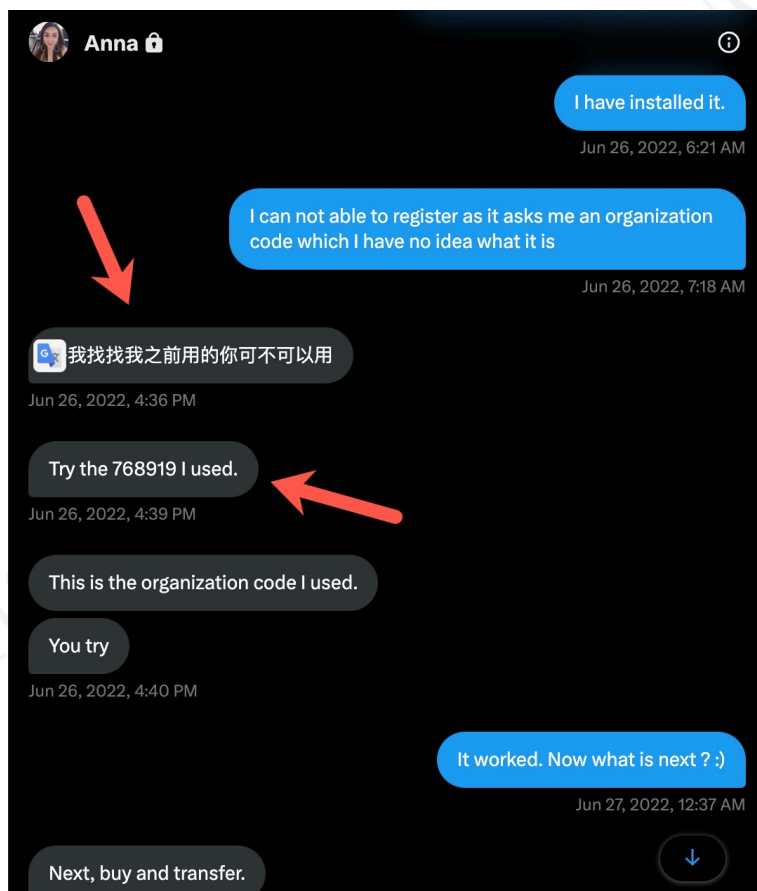 Anna
I have installed it.
Jun 26, 2022, 6:21 AM
I can not able to register as it asks me an organization
code which I have no idea what it is
Jun 26, 2022, 7:18 AM
我找找我之前用的你可不可以用
Jun 26, 2022, 4:36 PM
Try the 768919 I used.
Jun 26, 2022, 4:39 PM
This is the organization code I used.
You try
Jun 26, 2022, 4:40 PM
It worked. Now what is next ? :)
Jun 27, 2022, 12:37 AM
Next, buy and transfer.